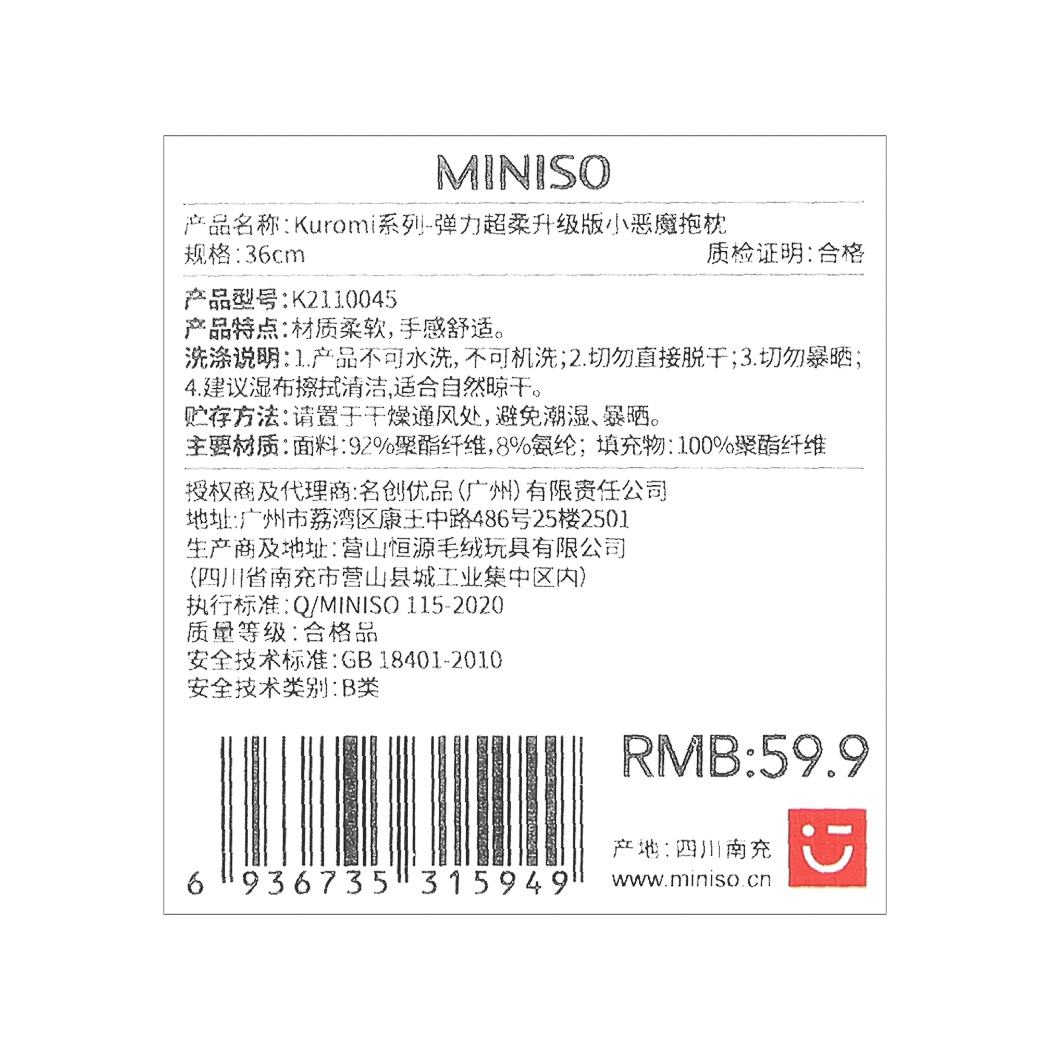 MINISO
产品名称:Kuromi系列-弹力超柔升级版小恶魔抱枕
规格:36cm 质检证明:合格
产品型号:K2110045
产品特点:材质柔软,手感舒适。
洗涤说明:1.产品不可水洗,不可机洗;2.切勿直接脱干;3.切勿暴晒;
4.建议湿布擦拭清洁,适合自然晾干。
贮存方法:请置于干燥通风处,避免潮湿、暴晒。
主要材质:面料:92%聚酯纤维,8%氨纶; 填充物:100%聚酯纤维
授权商及代理商:名创优品(广州)有限责任公司
地址:广州市荔湾区康王中路486号25楼2501
生产商及地址:营山恒源毛绒玩具有限公司
(四川省南充市营山县城工业集中区内)
执行标准:Q/MINISO 115-2020
质量等级:合格品
安全技术标准:GB 18401-2010
安全技术类别:B类
RMB:59.9
产地:四川南充
www.miniso.cn
6 936735 315949